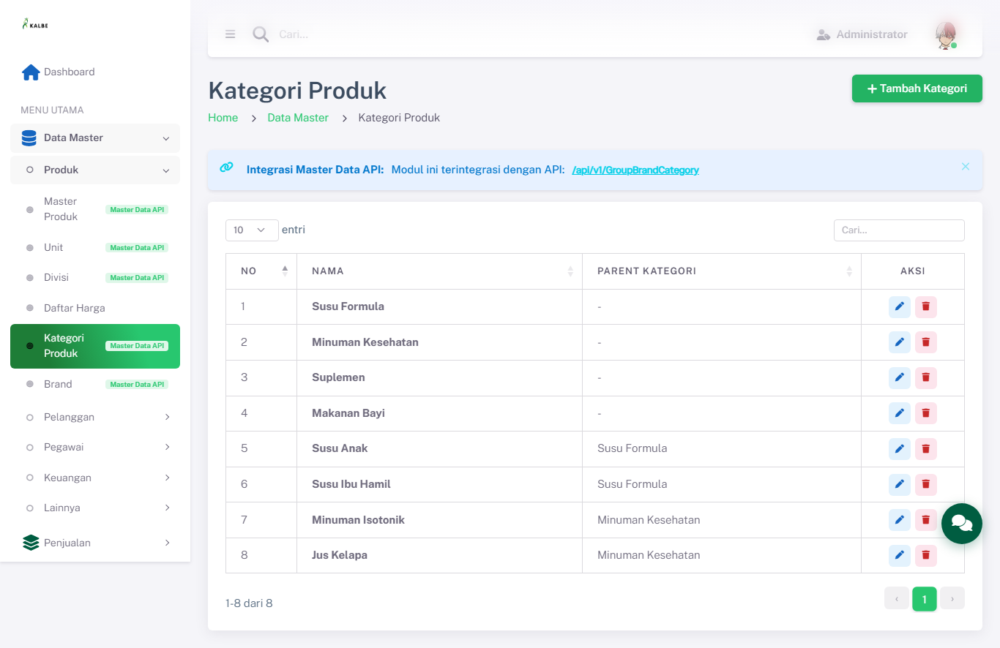 KALBE
Cari...
Administrator
Dashboard
MENU UTAMA
Data Master
Produk
Master
Produk
Master Data API
Unit
Master Data API
Divisi
Master Data API
Daftar Harga
Kategori
Produk
Master Data API
Brand
Master Data API
Pelanggan
Pegawai
Keuangan
Lainnya
Penjualan
Kategori Produk
+ Tambah Kategori
Home > Data Master > Kategori Produk
Integrasi Master Data API: Modul ini terintegrasi dengan API: /api/v1/GroupBrandCategory
10 entri
Cari...
NO NAMA PARENT KATEGORI AKSI
1 Susu Formula -
2 Minuman Kesehatan -
3 Suplemen -
4 Makanan Bayi -
5 Susu Anak Susu Formula
6 Susu Ibu Hamil Susu Formula
7 Minuman Isotonik Minuman Kesehatan
8 Jus Kelapa Minuman Kesehatan
1-8 dari 8
‹ 1 ›